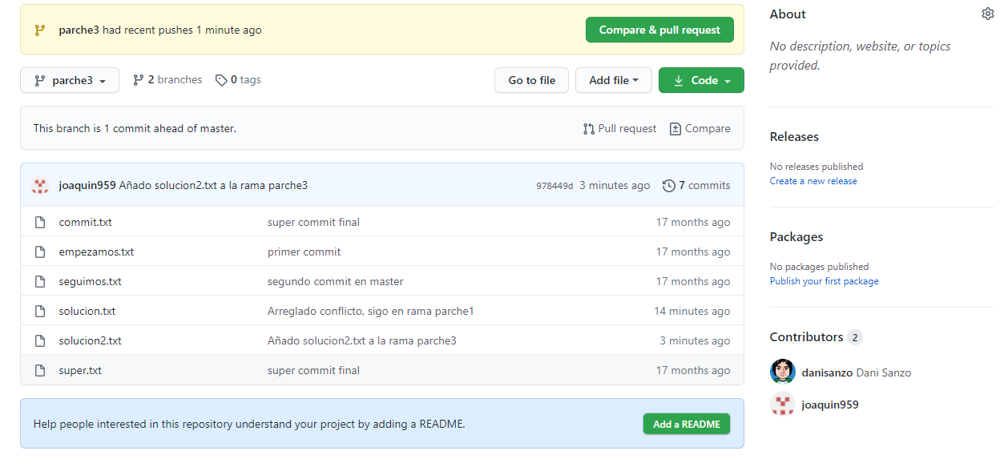 parche3 had recent pushes 1 minute ago
Compare & pull request
parche3
2 branches
0 tags
Go to file
Add file
Code
This branch is 1 commit ahead of master.
Pull request
Compare
joaquin959 Añado solucion2.txt a la rama parche3
978449d 3 minutes ago
7 commits
commit.txt super commit final 17 months ago
empezamos.txt primer commit 17 months ago
seguimos.txt segundo commit en master 17 months ago
solucion.txt Arreglado conflicto, sigo en rama parche1 14 minutes ago
solucion2.txt Añado solucion2.txt a la rama parche3 3 minutes ago
super.txt super commit final 17 months ago
Help people interested in this repository understand your project by adding a README.
Add a README
About
No description, website, or topics
provided.
Releases
No releases published
Create a new release
Packages
No packages published
Publish your first package
Contributors 2
danisanzo Dani Sanzo
joaquin959